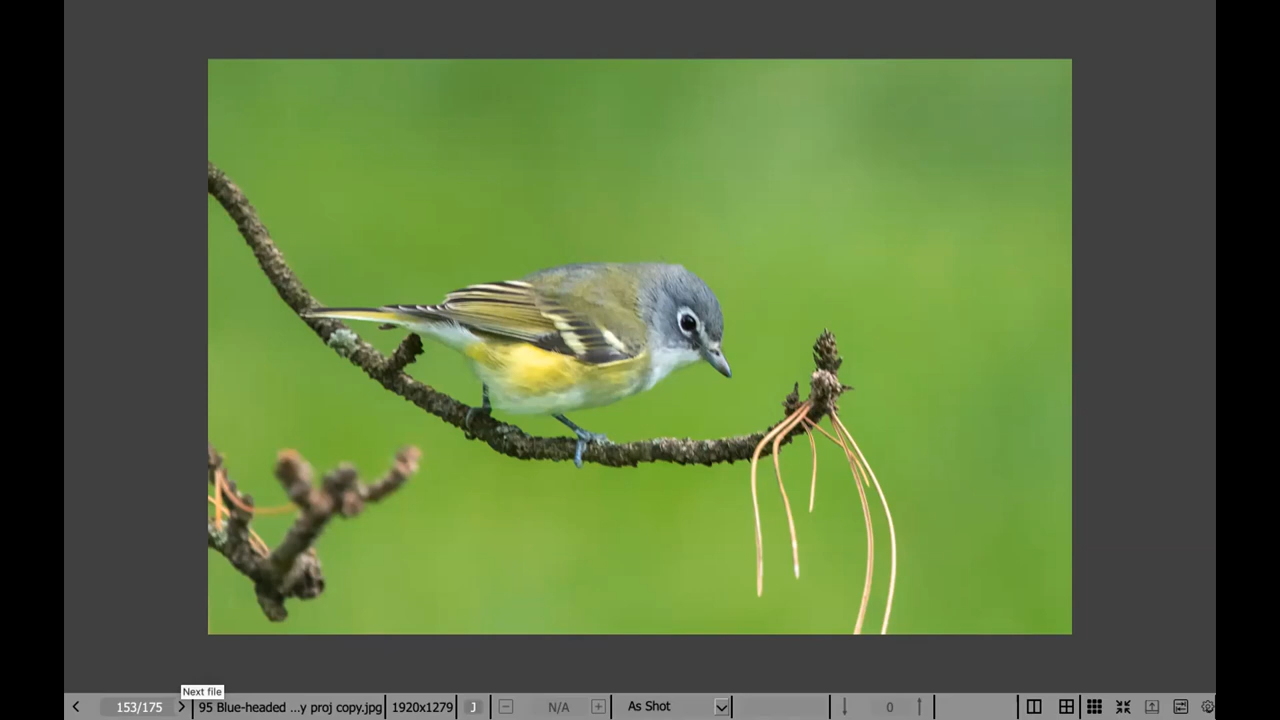 Next file
153/175
95 Blue-headed ...y proj copy.jpg
1920x1279
J
N/A
As Shot
0